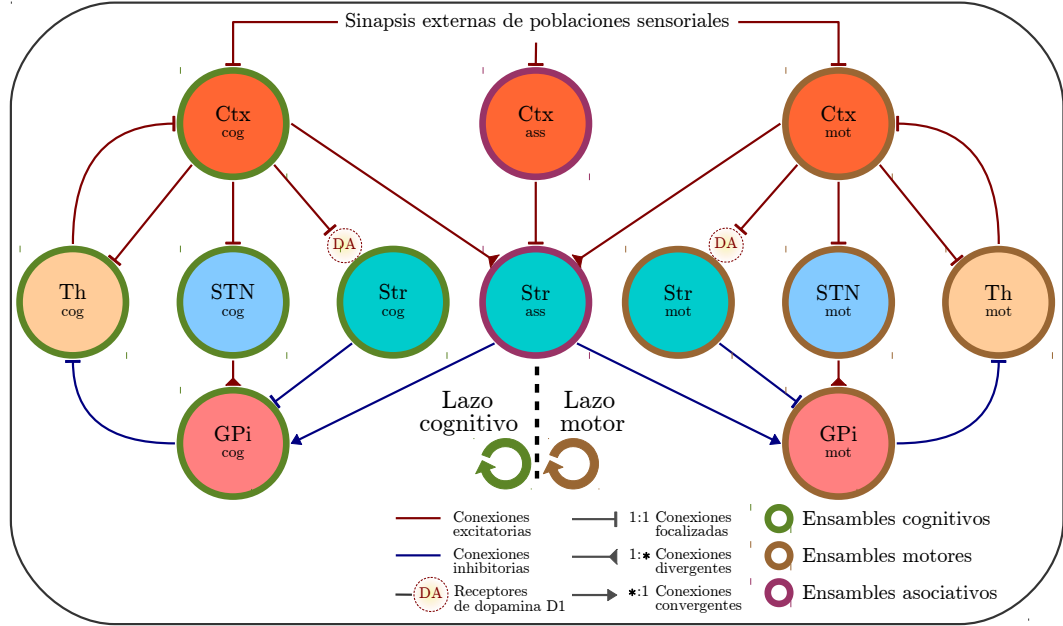 Sinapsis externas de poblaciones sensoriales
Ctx
cog
Ctx
ass
Ctx
mot
DA
DA
Th
cog
STN
cog
Str
cog
Str
ass
Str
mot
STN
mot
Th
mot
GPi
cog
GPi
mot
Lazo
cognitivo
Lazo
motor
Conexiones
excitatorias
Conexiones
inhibitorias
DA
Receptores
de dopamina D1
1:1 Conexiones
focalizadas
1:* Conexiones
divergentes
*:1 Conexiones
convergentes
Ensambles cognitivos
Ensambles motores
Ensambles asociativos